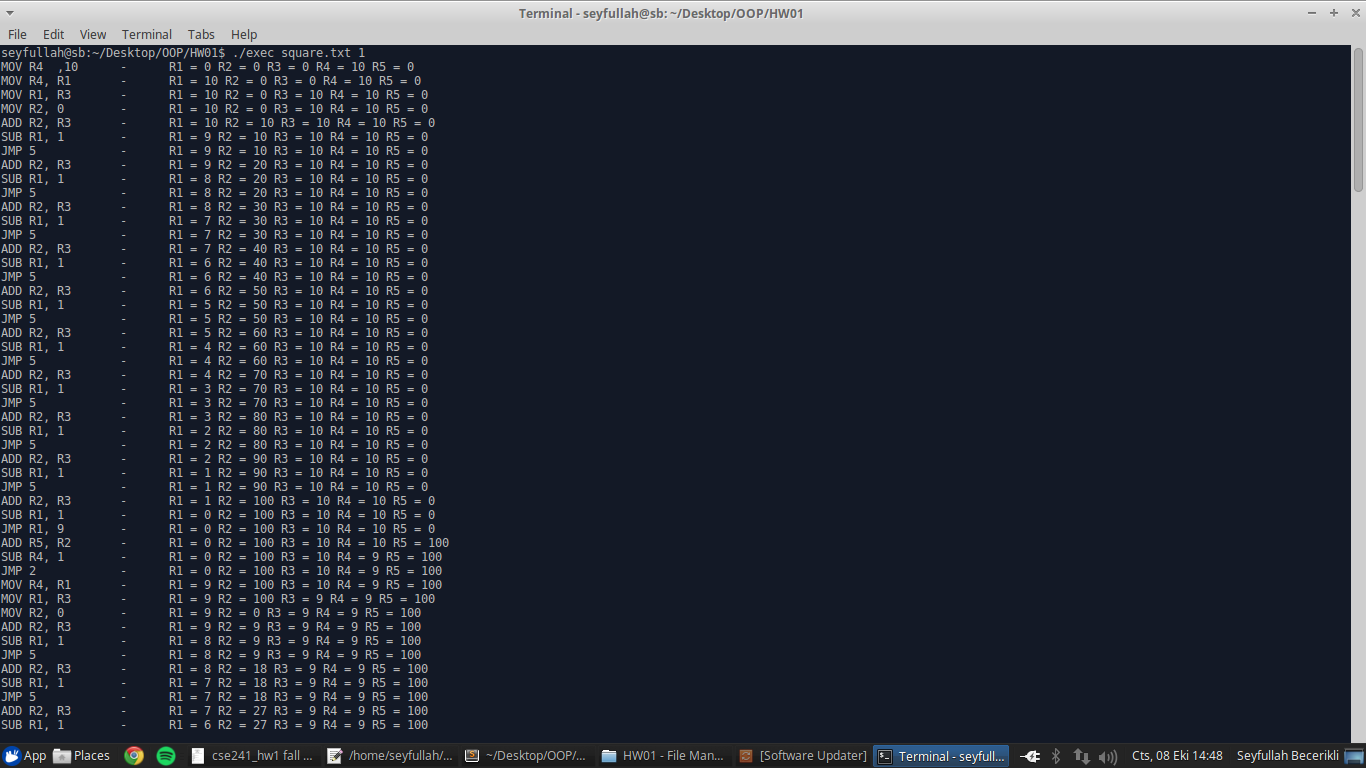 Terminal - seyfullah@sb: ~/Desktop/OOP/HW01
File Edit View Terminal Tabs Help
seyfullah@sb:~/Desktop/OOP/HW01$ ./exec square.txt 1
MOV R4  ,10 - R1 = 0 R2 = 0 R3 = 0 R4 = 10 R5 = 0
MOV R4, R1 - R1 = 10 R2 = 0 R3 = 0 R4 = 10 R5 = 0
MOV R1, R3 - R1 = 10 R2 = 0 R3 = 10 R4 = 10 R5 = 0
MOV R2, 0 - R1 = 10 R2 = 0 R3 = 10 R4 = 10 R5 = 0
ADD R2, R3 - R1 = 10 R2 = 10 R3 = 10 R4 = 10 R5 = 0
SUB R1, 1 - R1 = 9 R2 = 10 R3 = 10 R4 = 10 R5 = 0
JMP 5 - R1 = 9 R2 = 10 R3 = 10 R4 = 10 R5 = 0
ADD R2, R3 - R1 = 9 R2 = 20 R3 = 10 R4 = 10 R5 = 0
SUB R1, 1 - R1 = 8 R2 = 20 R3 = 10 R4 = 10 R5 = 0
JMP 5 - R1 = 8 R2 = 20 R3 = 10 R4 = 10 R5 = 0
ADD R2, R3 - R1 = 8 R2 = 30 R3 = 10 R4 = 10 R5 = 0
SUB R1, 1 - R1 = 7 R2 = 30 R3 = 10 R4 = 10 R5 = 0
JMP 5 - R1 = 7 R2 = 30 R3 = 10 R4 = 10 R5 = 0
ADD R2, R3 - R1 = 7 R2 = 40 R3 = 10 R4 = 10 R5 = 0
SUB R1, 1 - R1 = 6 R2 = 40 R3 = 10 R4 = 10 R5 = 0
JMP 5 - R1 = 6 R2 = 40 R3 = 10 R4 = 10 R5 = 0
ADD R2, R3 - R1 = 6 R2 = 50 R3 = 10 R4 = 10 R5 = 0
SUB R1, 1 - R1 = 5 R2 = 50 R3 = 10 R4 = 10 R5 = 0
JMP 5 - R1 = 5 R2 = 50 R3 = 10 R4 = 10 R5 = 0
ADD R2, R3 - R1 = 5 R2 = 60 R3 = 10 R4 = 10 R5 = 0
SUB R1, 1 - R1 = 4 R2 = 60 R3 = 10 R4 = 10 R5 = 0
JMP 5 - R1 = 4 R2 = 60 R3 = 10 R4 = 10 R5 = 0
ADD R2, R3 - R1 = 4 R2 = 70 R3 = 10 R4 = 10 R5 = 0
SUB R1, 1 - R1 = 3 R2 = 70 R3 = 10 R4 = 10 R5 = 0
JMP 5 - R1 = 3 R2 = 70 R3 = 10 R4 = 10 R5 = 0
ADD R2, R3 - R1 = 3 R2 = 80 R3 = 10 R4 = 10 R5 = 0
SUB R1, 1 - R1 = 2 R2 = 80 R3 = 10 R4 = 10 R5 = 0
JMP 5 - R1 = 2 R2 = 80 R3 = 10 R4 = 10 R5 = 0
ADD R2, R3 - R1 = 2 R2 = 90 R3 = 10 R4 = 10 R5 = 0
SUB R1, 1 - R1 = 1 R2 = 90 R3 = 10 R4 = 10 R5 = 0
JMP 5 - R1 = 1 R2 = 90 R3 = 10 R4 = 10 R5 = 0
ADD R2, R3 - R1 = 1 R2 = 100 R3 = 10 R4 = 10 R5 = 0
SUB R1, 1 - R1 = 0 R2 = 100 R3 = 10 R4 = 10 R5 = 0
JMP R1, 9 - R1 = 0 R2 = 100 R3 = 10 R4 = 10 R5 = 0
ADD R5, R2 - R1 = 0 R2 = 100 R3 = 10 R4 = 10 R5 = 100
SUB R4, 1 - R1 = 0 R2 = 100 R3 = 10 R4 = 9 R5 = 100
JMP 2 - R1 = 0 R2 = 100 R3 = 10 R4 = 9 R5 = 100
MOV R4, R1 - R1 = 9 R2 = 100 R3 = 10 R4 = 9 R5 = 100
MOV R1, R3 - R1 = 9 R2 = 100 R3 = 9 R4 = 9 R5 = 100
MOV R2, 0 - R1 = 9 R2 = 0 R3 = 9 R4 = 9 R5 = 100
ADD R2, R3 - R1 = 9 R2 = 9 R3 = 9 R4 = 9 R5 = 100
SUB R1, 1 - R1 = 8 R2 = 9 R3 = 9 R4 = 9 R5 = 100
JMP 5 - R1 = 8 R2 = 9 R3 = 9 R4 = 9 R5 = 100
ADD R2, R3 - R1 = 8 R2 = 18 R3 = 9 R4 = 9 R5 = 100
SUB R1, 1 - R1 = 7 R2 = 18 R3 = 9 R4 = 9 R5 = 100
JMP 5 - R1 = 7 R2 = 18 R3 = 9 R4 = 9 R5 = 100
ADD R2, R3 - R1 = 7 R2 = 27 R3 = 9 R4 = 9 R5 = 100
SUB R1, 1 - R1 = 6 R2 = 27 R3 = 9 R4 = 9 R5 = 100
App Places cse241_hw1 fall ... /home/seyfullah/... ~/Desktop/OOP/... HW01 - File Man... [Software Updater] Terminal - seyfull... Cts, 08 Eki 14:48 Seyfullah Becerikli